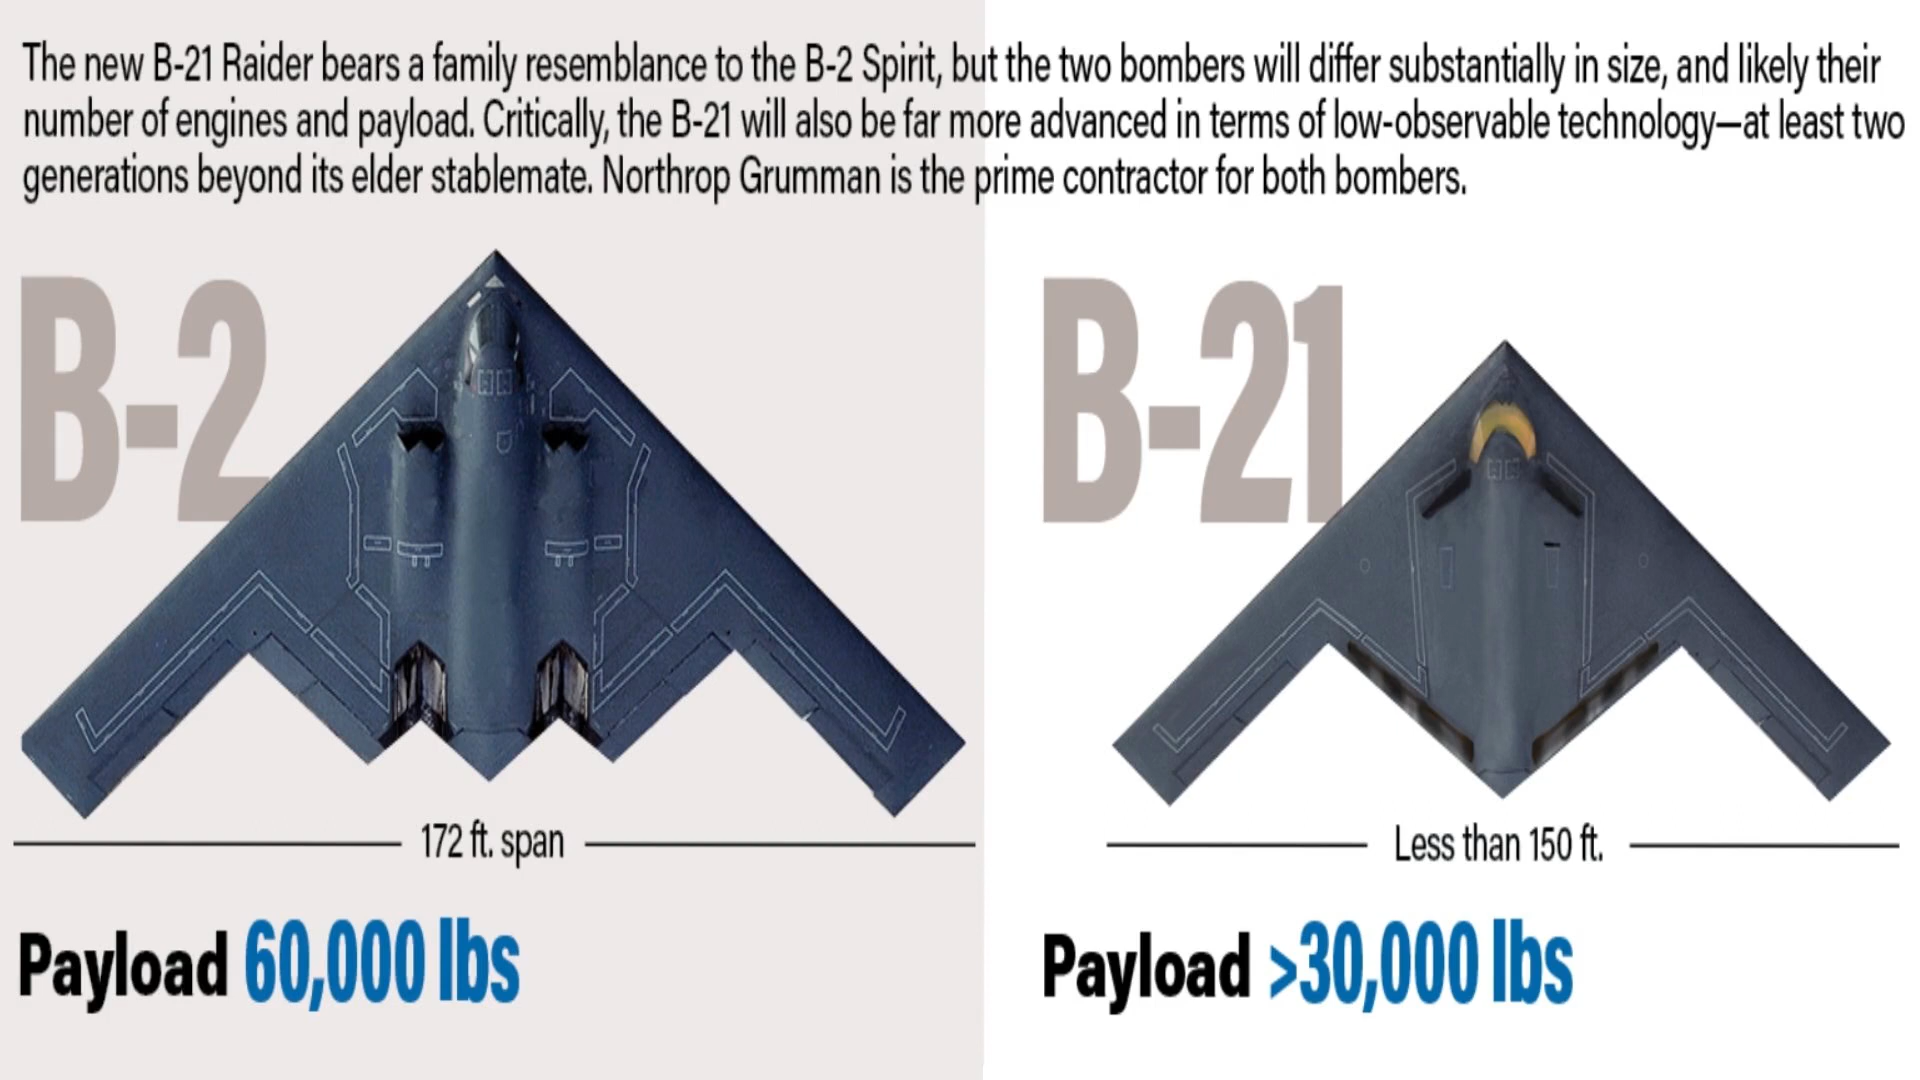 The new B-21 Raider bears a family resemblance to the B-2 Spirit, but the two bombers will differ substantially in size, and likely their
number of engines and payload. Critically, the B-21 will also be far more advanced in terms of low-observable technology—at least two
generations beyond its elder stablemate. Northrop Grumman is the prime contractor for both bombers.
B-2
172 ft. span
Payload 60,000 lbs
B-21
Less than 150 ft.
Payload >30,000 lbs